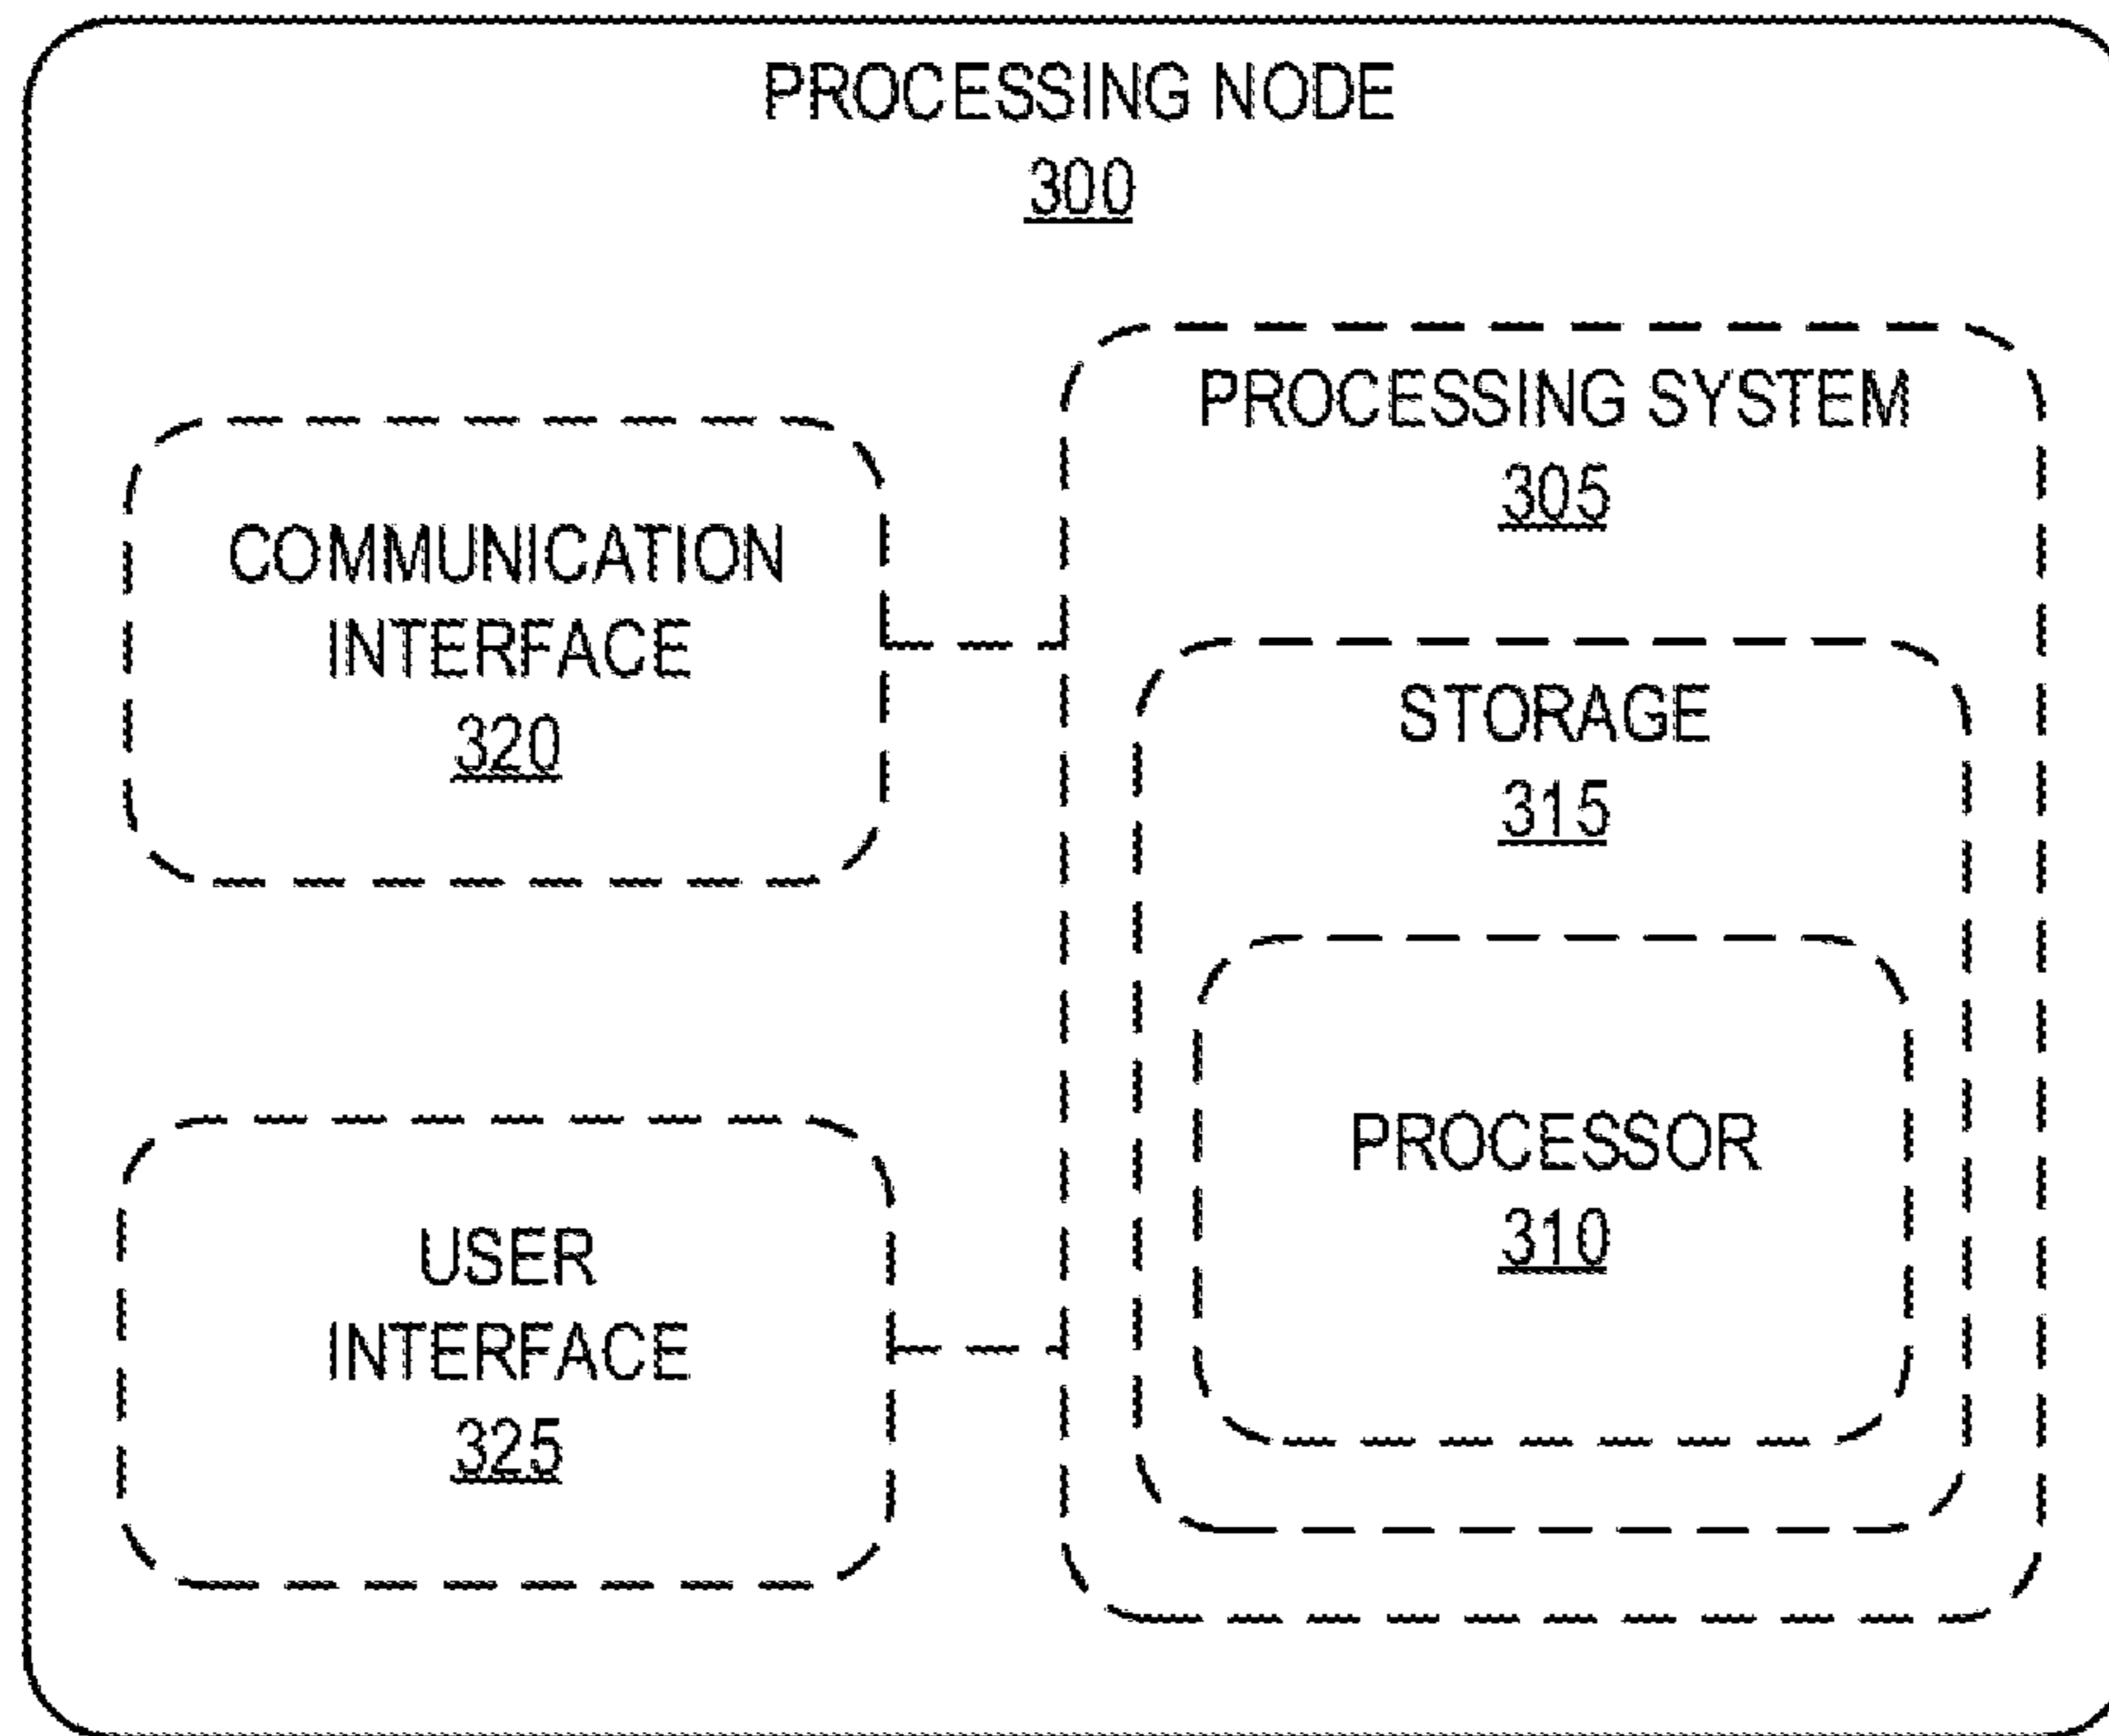 PROCESSING NODE
300
PROCESSING SYSTEM
305
COMMUNICATION
INTERFACE
320
STORAGE
315
PROCESSOR
310
USER
INTERFACE
325